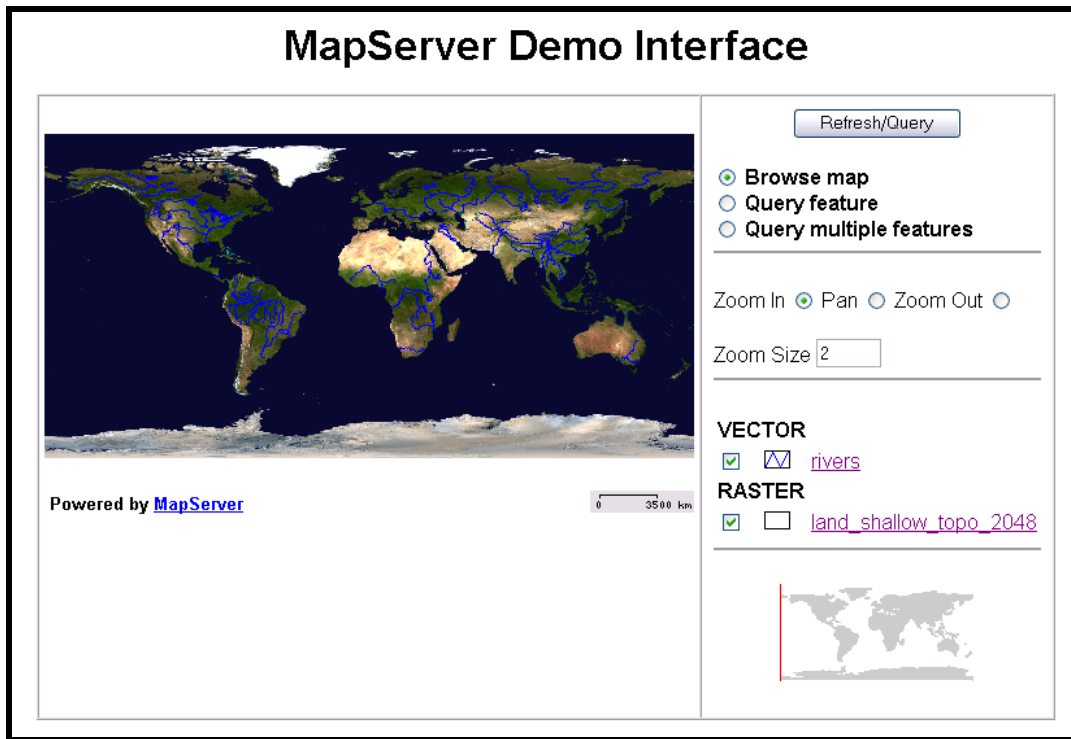 MapServer Demo Interface
Refresh/Query
Browse map
Query feature
Query multiple features
Zoom In Pan Zoom Out
Zoom Size 2
VECTOR
rivers
RASTER
land_shallow_topo_2048
Powered by MapServer
0 3500 km